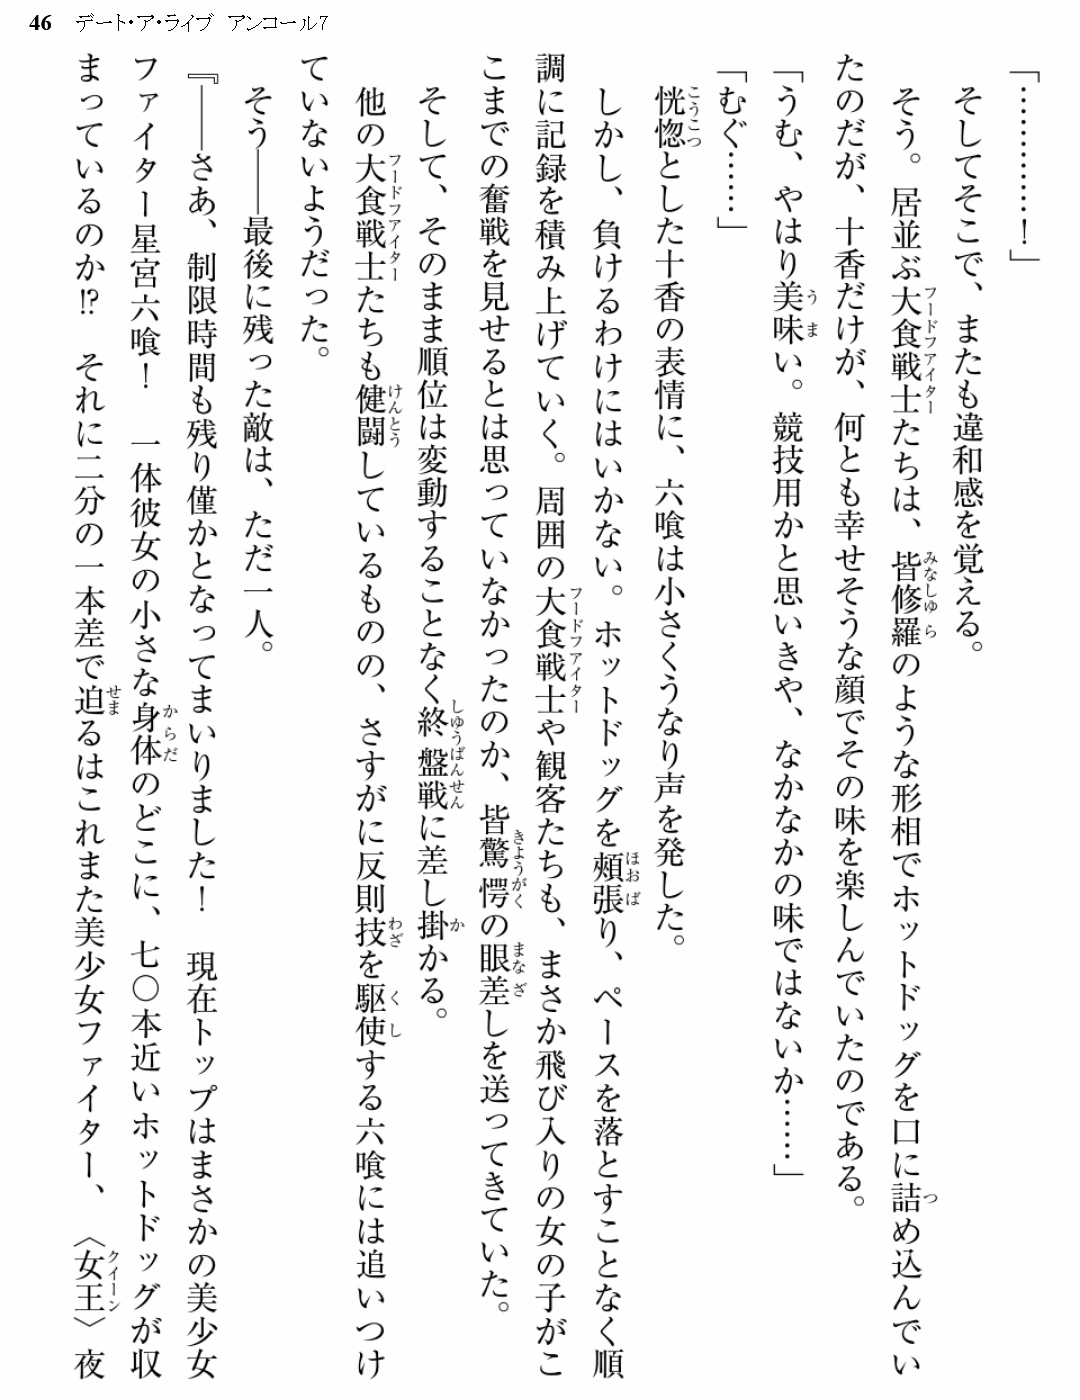 46 デート・ア・ライブ アンコール7
「…………！」
そしてそこで、またも違和感を覚える。
そう。居並ぶ大食戦士たちは、皆修羅のような形相でホットドッグを口に詰め込んでい
たのだが、十香だけが、何とも幸せそうな顔でその味を楽しんでいたのである。
「うむ、やはり美味い。競技用かと思いきや、なかなかの味ではないか……」
「むぐ……」
恍惚とした十香の表情に、六喰は小さくうなり声を発した。
しかし、負けるわけにはいかない。ホットドッグを頰張り、ペースを落とすことなく順
調に記録を積み上げていく。周囲の大食戦士や観客たちも、まさか飛び入りの女の子がこ
こまでの奮戦を見せるとは思っていなかったのか、皆驚愕の眼差しを送ってきていた。
そして、そのまま順位は変動することなく終盤戦に差し掛かる。
他の大食戦士たちも健闘しているものの、さすがに反則技を駆使する六喰には追いつけ
ていないようだった。
そう――最後に残った敵は、ただ一人。
『――さあ、制限時間も残り僅かとなってまいりました！　現在トップはまさかの美少女
ファイター星宮六喰！　一体彼女の小さな身体のどこに、七〇本近いホットドッグが収
まっているのか!?　それに二分の一本差で迫るはこれまた美少女ファイター、〈女王〉夜